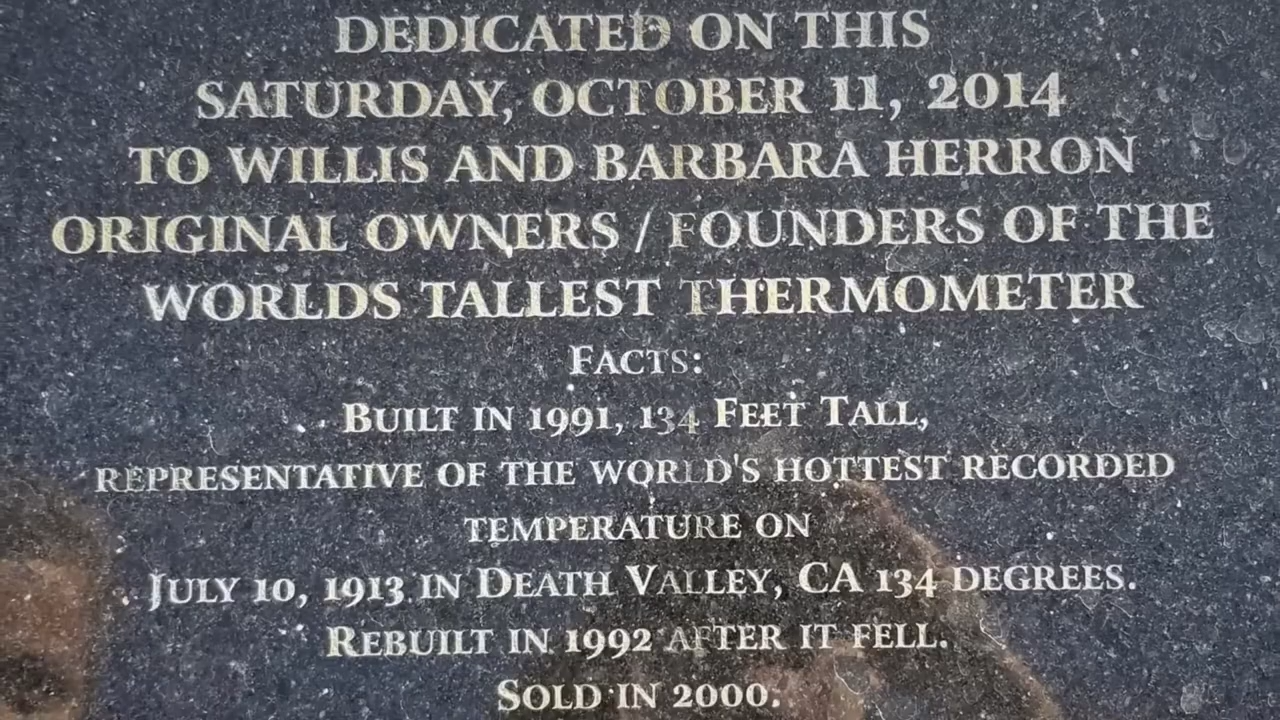 DEDICATED ON THIS
SATURDAY, OCTOBER 11, 2014
TO WILLIS AND BARBARA HERRON
ORIGINAL OWNERS / FOUNDERS OF THE
WORLDS TALLEST THERMOMETER
FACTS:
BUILT IN 1991, 134 FEET TALL,
REPRESENTATIVE OF THE WORLD'S HOTTEST RECORDED
TEMPERATURE ON
JULY 10, 1913 IN DEATH VALLEY, CA 134 DEGREES.
REBUILT IN 1992 AFTER IT FELL.
SOLD IN 2000.